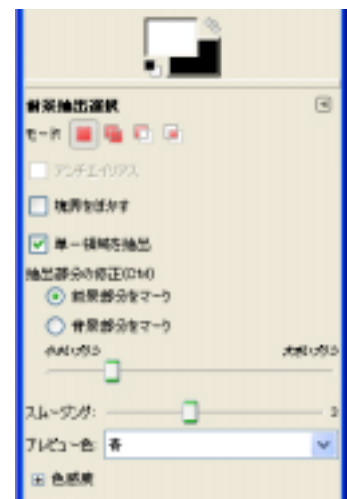 前景抽出選択
モード:
アンチエイリアス
境界をぼかす
単一領域を抽出
抽出部分の修正(Ctrl)
前景部分をマーク
背景部分をマーク
スムージング: 3
プレビュー色: 青
色感度